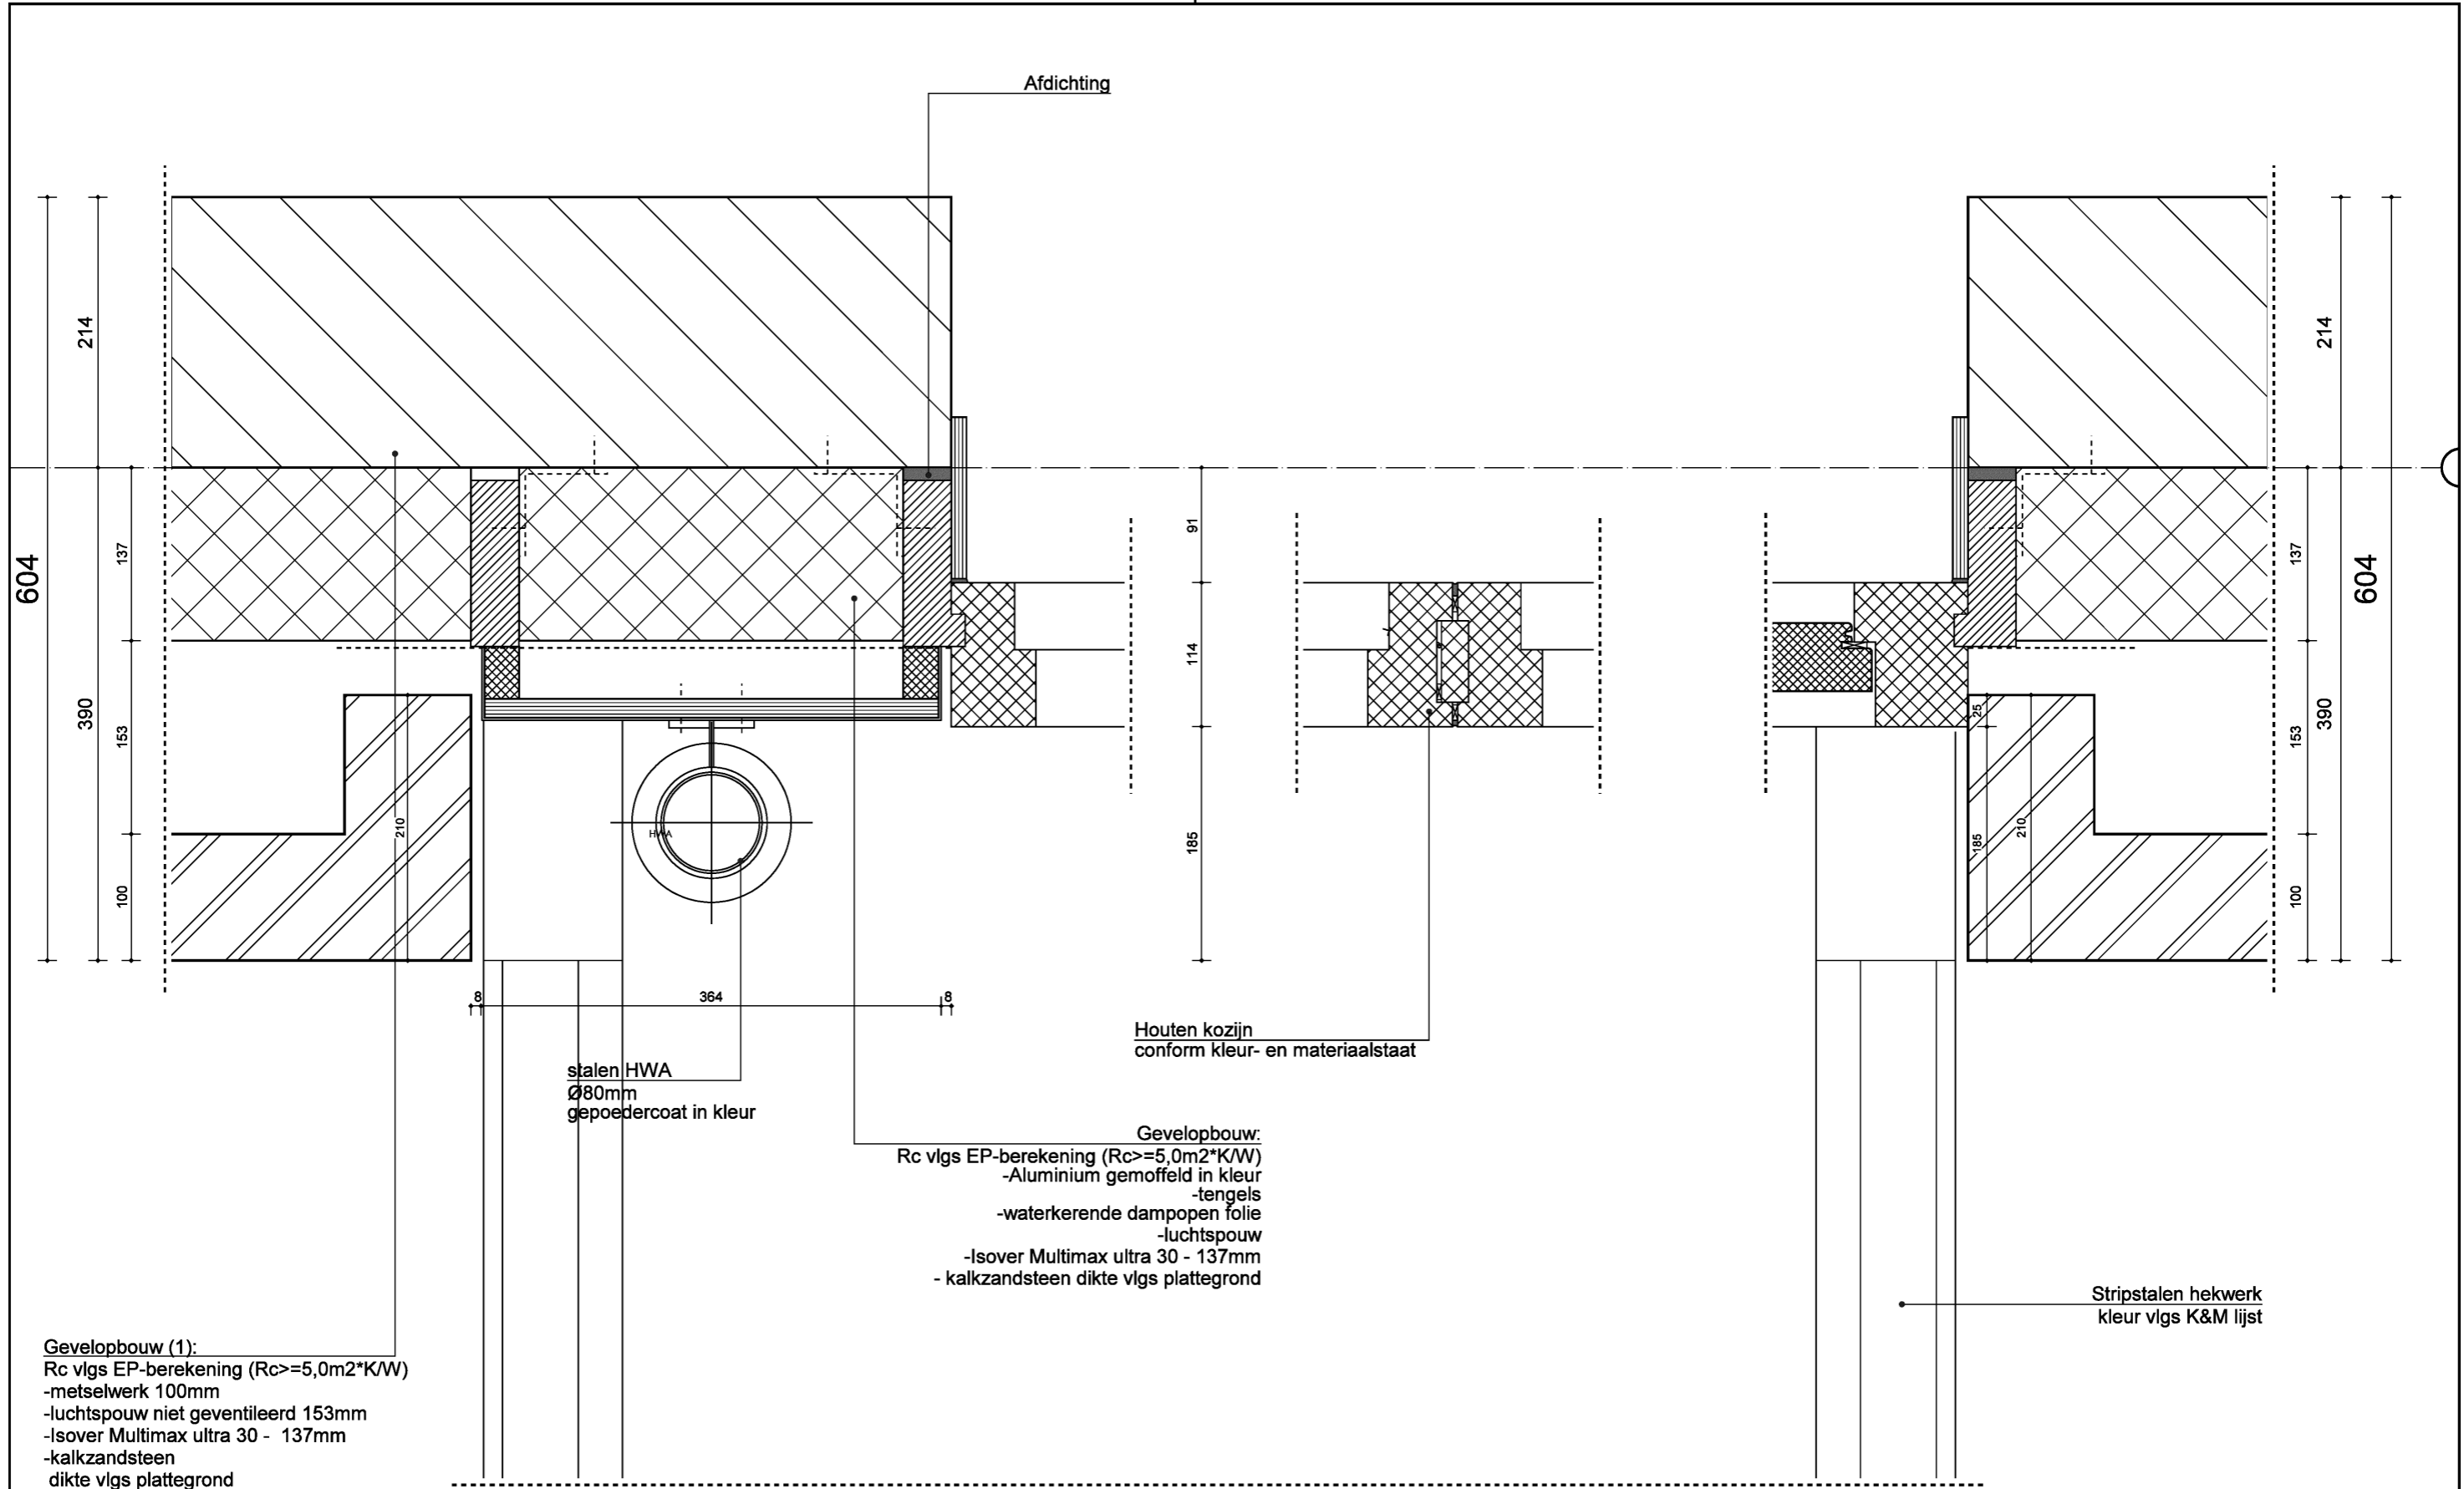 Afdichting
604
214
390
137
153
100
210
91
114
185
25
185
210
214
390
604
137
153
100
HWA
8
364
8
stalen HWA
Ø80mm
gepoedercoat in kleur
Houten kozijn
conform kleur- en materiaalstaat
Gevelopbouw:
Rc vlgs EP-berekening (Rc>=5,0m2*K/W)
-Aluminium gemoffeld in kleur
-tengels
-waterkerende dampopen folie
-luchtspouw
-Isover Multimax ultra 30 - 137mm
- kalkzandsteen dikte vlgs plattegrond
Stripstalen hekwerk
kleur vlgs K&M lijst
Gevelopbouw (1):
Rc vlgs EP-berekening (Rc>=5,0m2*K/W)
-metselwerk 100mm
-luchtspouw niet geventileerd 153mm
-Isover Multimax ultra 30 - 137mm
-kalkzandsteen
dikte vlgs plattegrond